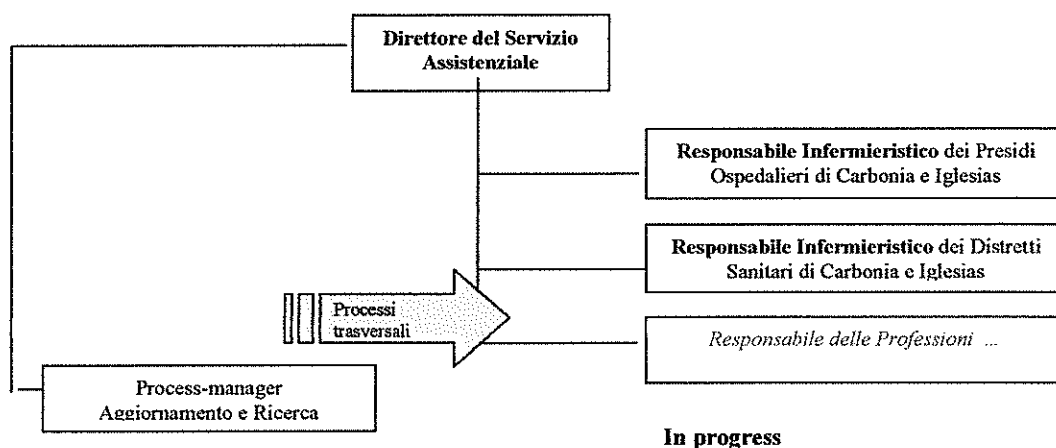 Direttore del Servizio
Assistenziale
Responsabile Infermieristico dei Presidi
Ospedalieri di Carbonia e Iglesias
Responsabile Infermieristico dei Distretti
Sanitari di Carbonia e Iglesias
Processi
trasversali
Responsabile delle Professioni ...
Process-manager
Aggiornamento e Ricerca
In progress